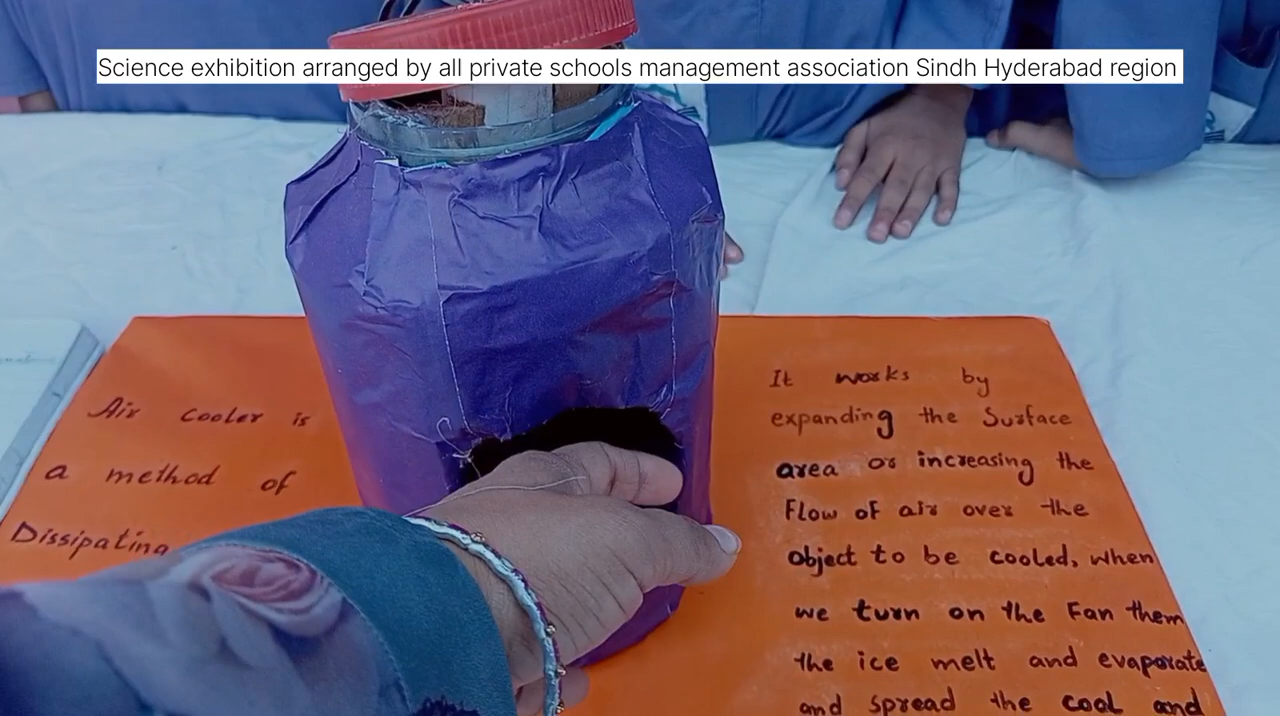 Science exhibition arranged by all private schools management association Sindh Hyderabad region
Air cooler is
a method of
Dissipating
It works by
expanding the Surface
area or increasing the
Flow of air over the
object to be cooled, when
we turn on the Fan them
the ice melt and evaporate
and spread the cool and